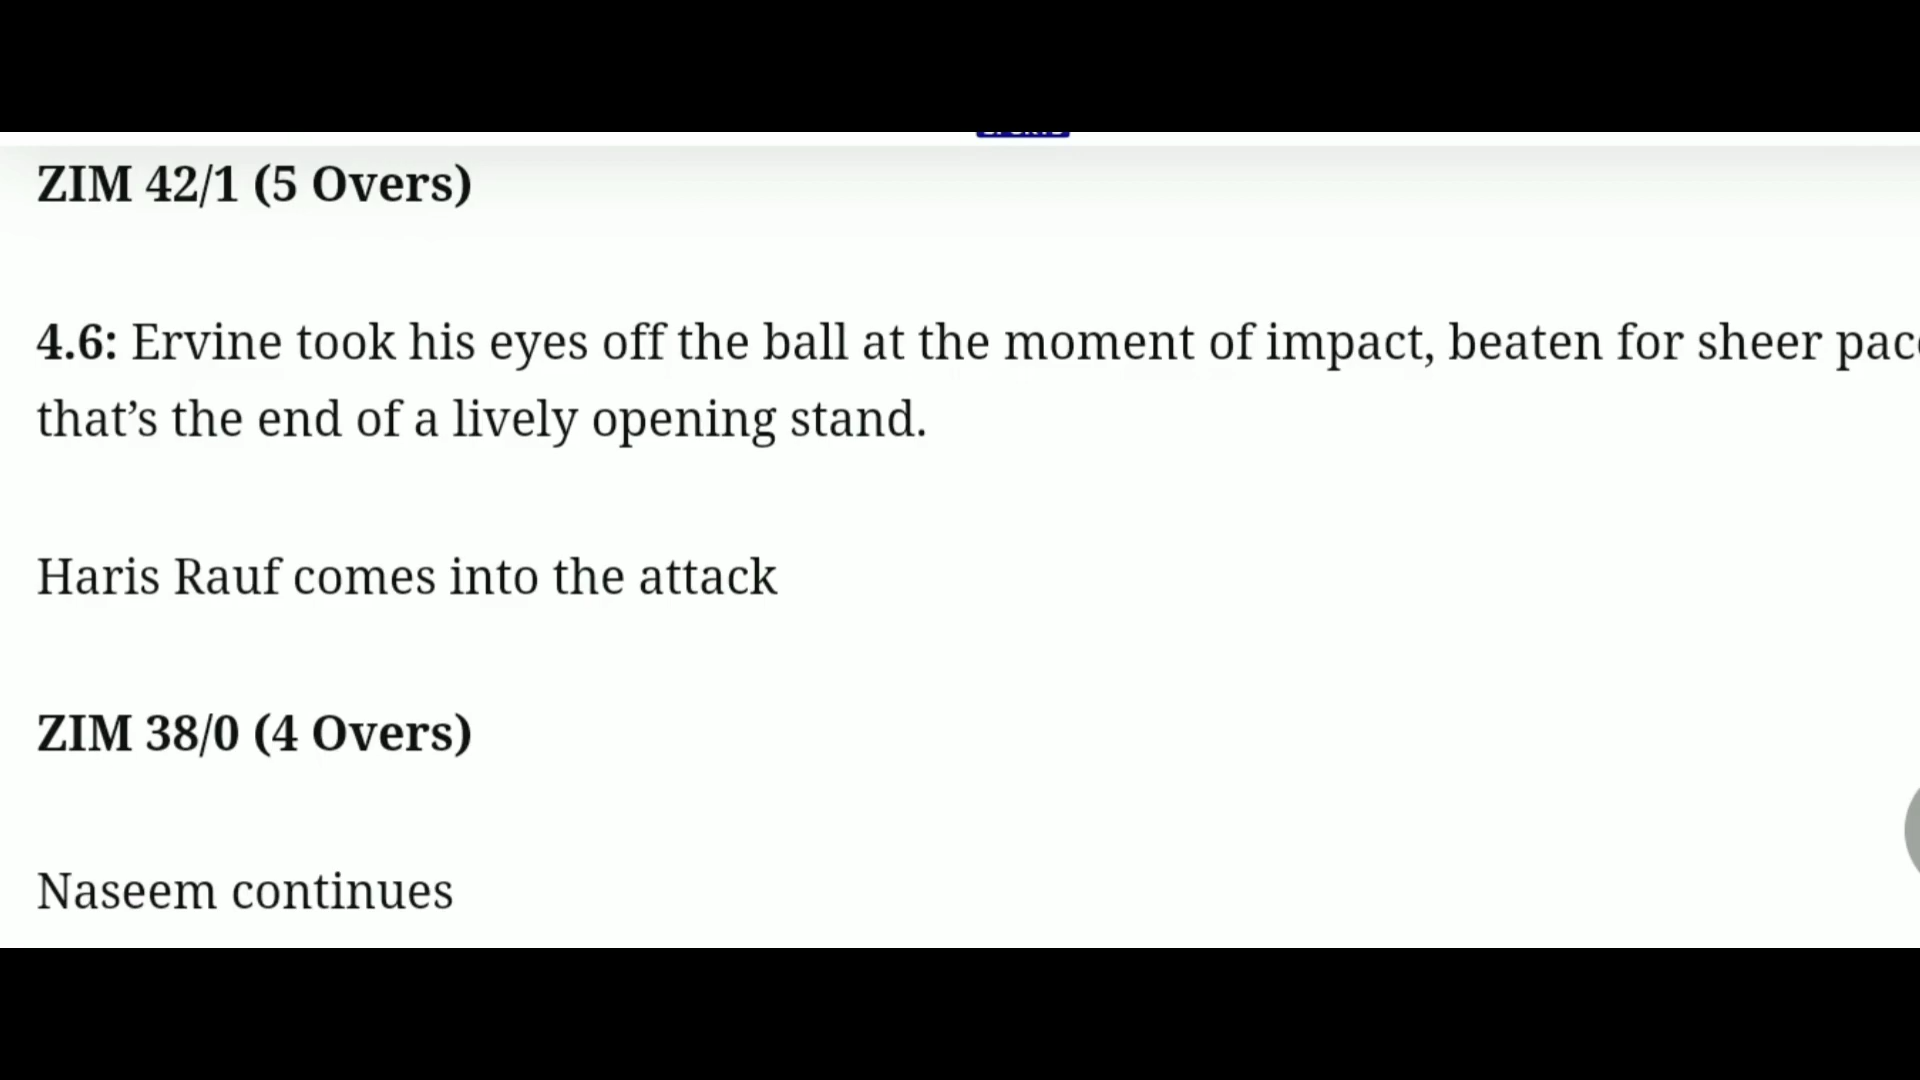 ZIM 42/1 (5 Overs)
4.6: Ervine took his eyes off the ball at the moment of impact, beaten for sheer
that’s the end of a lively opening stand.
Haris Rauf comes into the attack
ZIM 38/0 (4 Overs)
Naseem continues